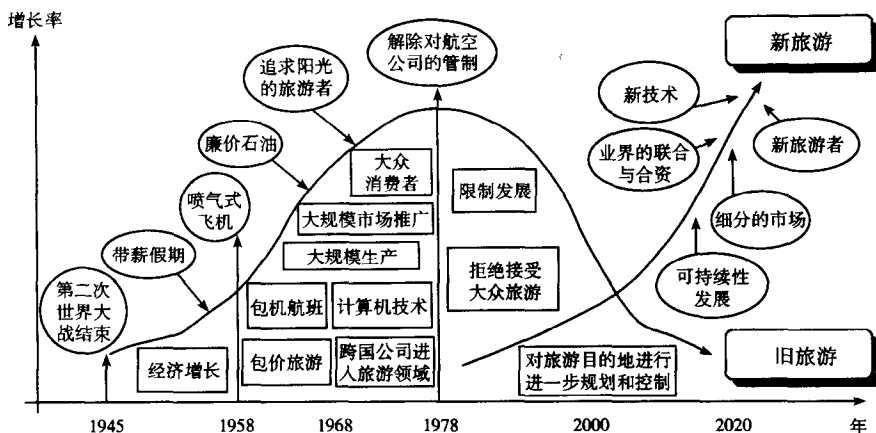 增长率
新旅游
解除对航空
公司的管制
追求阳光
的旅游者
新技术
新旅游者
廉价石油
业界的联合
与合资
大众
消费者
限制发展
喷气式
飞机
大规模市场推广
细分的市场
带薪假期
大规模生产
拒绝接受
大众旅游
可持续性
发展
第二次
世界大
战结束
包机航班
计算机技术
经济增长
包价旅游
跨国公司进
入旅游领域
对旅游目的地进行
进一步规划和控制
旧旅游
1945
1958
1968
1978
2000
2020
年